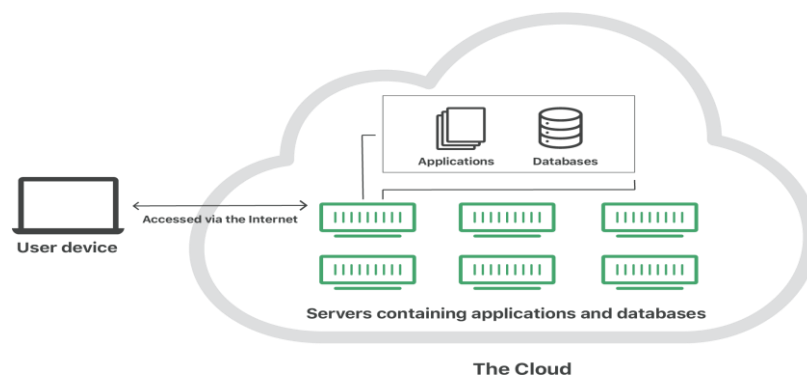 Applications
Databases
Accessed via the Internet
User device
Servers containing applications and databases
The Cloud